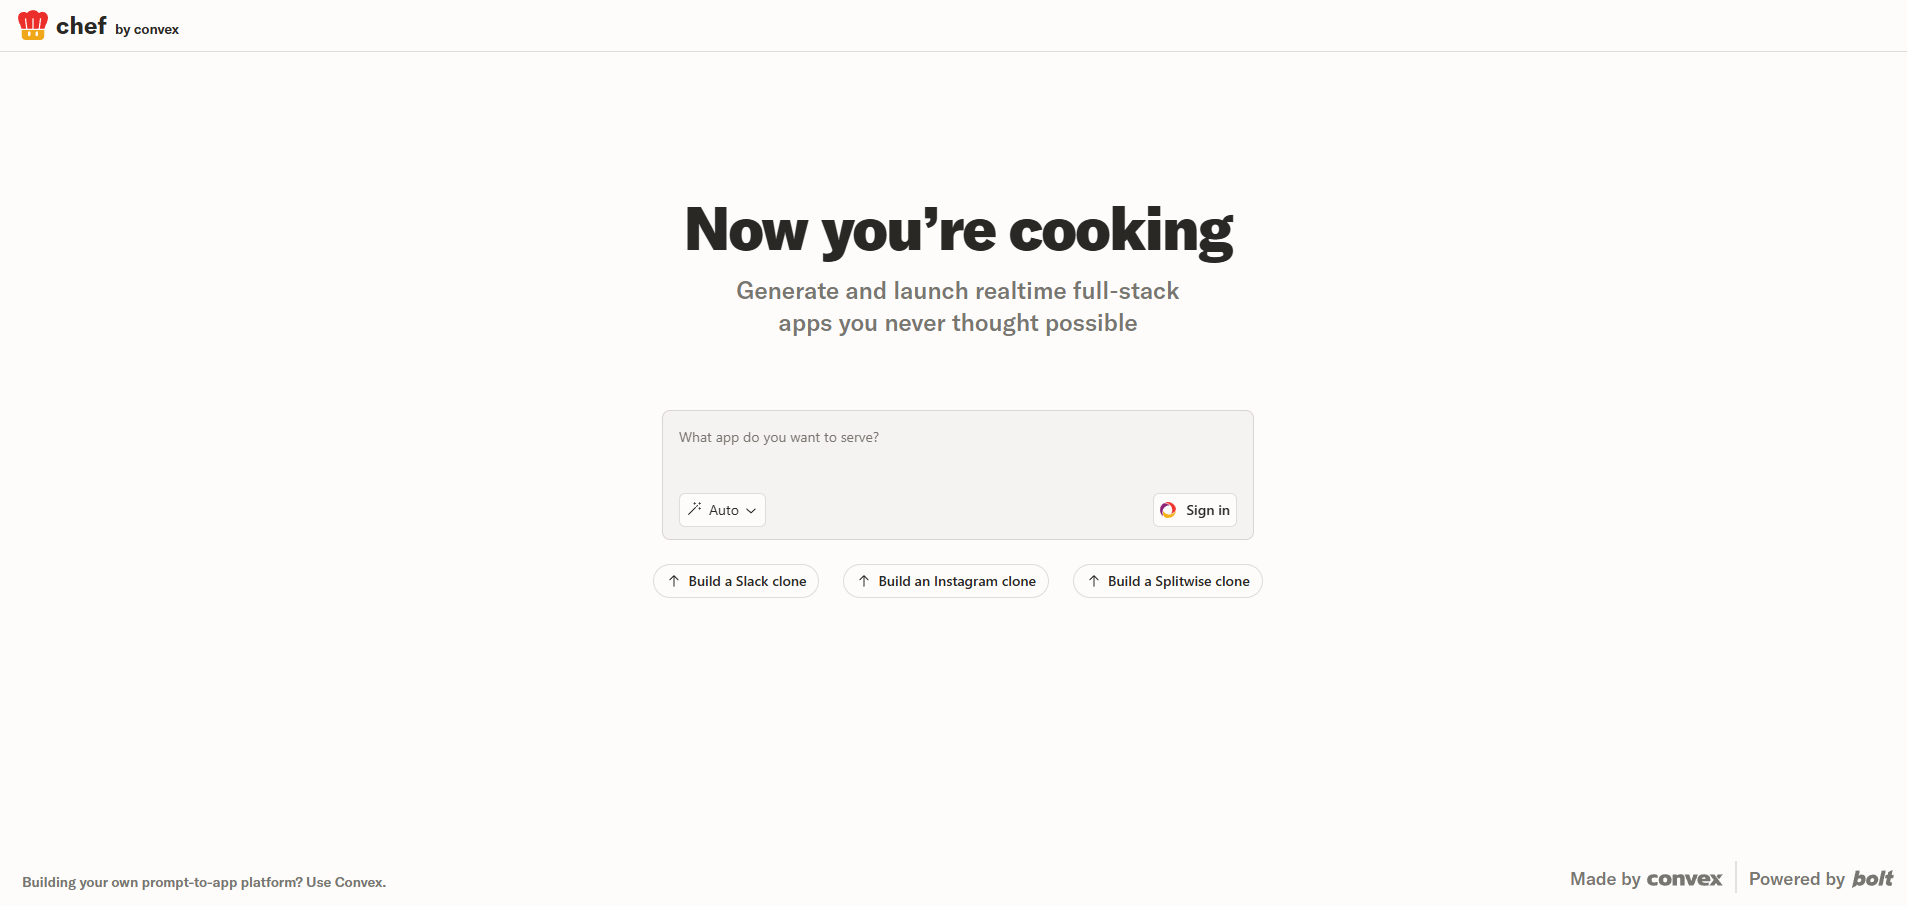 chef by convex
Now you’re cooking
Generate and launch realtime full-stack
apps you never thought possible
What app do you want to serve?
Auto
Sign in
Build a Slack clone
Build an Instagram clone
Build a Splitwise clone
Building your own prompt-to-app platform? Use Convex.
Made by convex
Powered by bolt